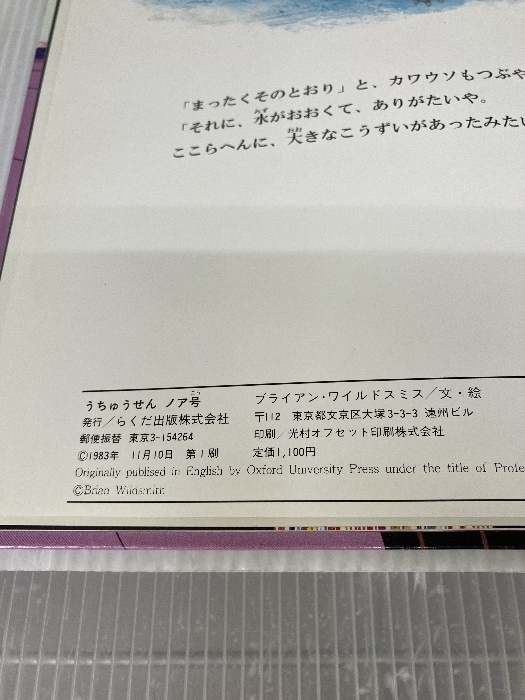 「まったくそのとおり」と、カワウソもつぶや
「それに、水がおおくて、ありがたいや。
ここらへんに、大きなこうずいがあったみたい
うちゅうせん ノア号 ブライアン・ワイルドスミス/文・絵
発行/らくだ出版株式会社 〒112 東京都文京区大塚3-3-3 遠州ビル
郵便振替 東京3-154264 印刷/光村オフセット印刷株式会社
©1983年 11月10日 第1刷 定価1,100円
Originally publised in English by Oxford University Press under the title of Profe
©Brian Wildsmith